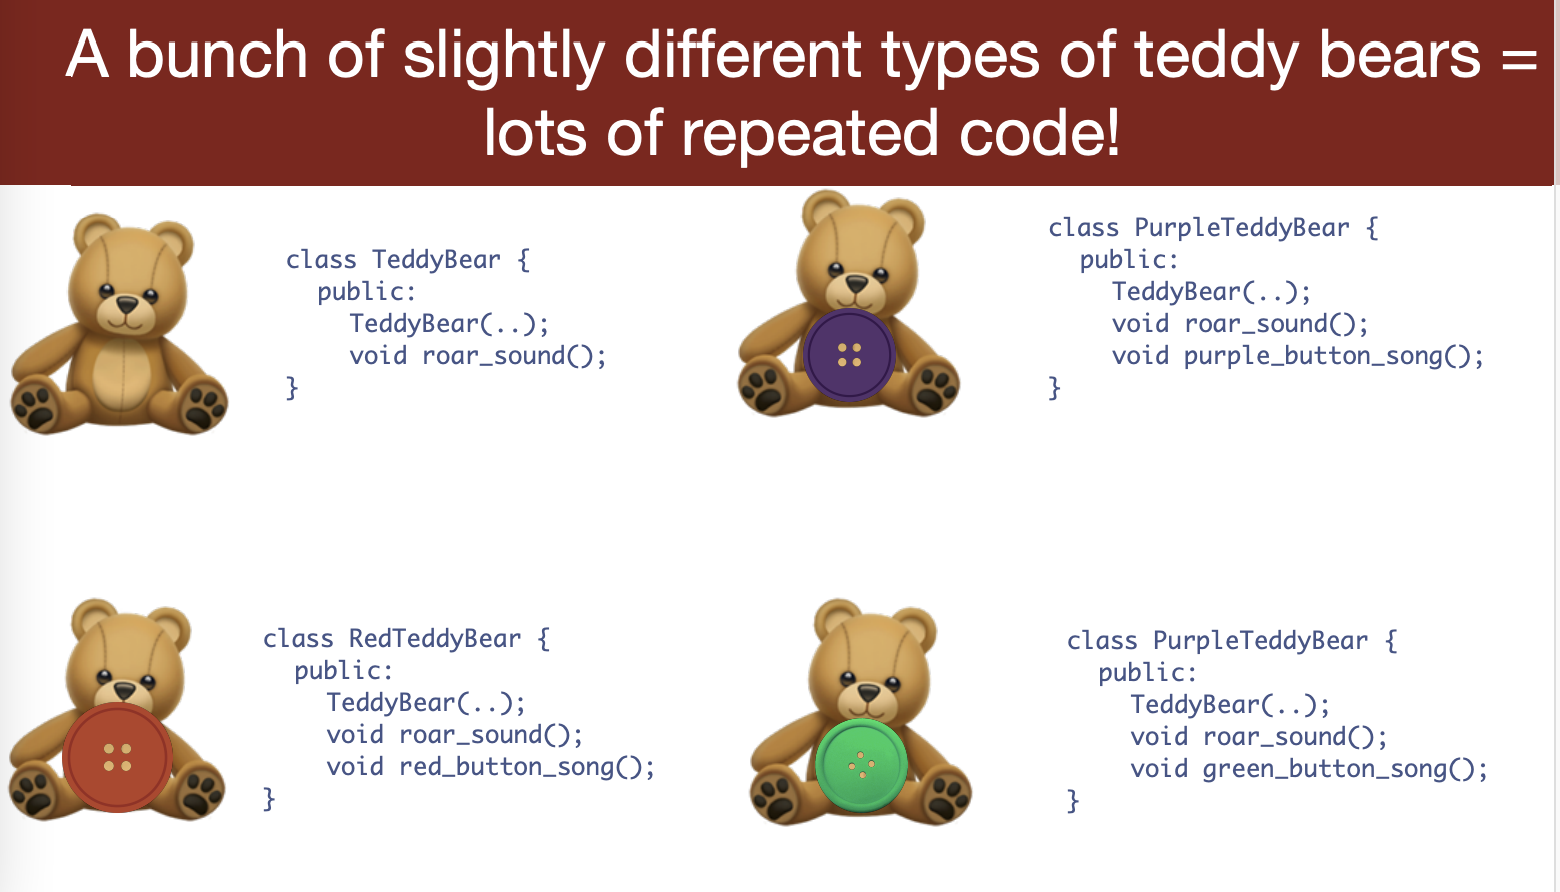 A bunch of slightly different types of teddy bears =
lots of repeated code!
class TeddyBear {
public:
TeddyBear(..);
void roar_sound();
}
class PurpleTeddyBear {
public:
TeddyBear(..);
void roar_sound();
void purple_button_song();
}
class RedTeddyBear {
public:
TeddyBear(..);
void roar_sound();
void red_button_song();
}
class PurpleTeddyBear {
public:
TeddyBear(..);
void roar_sound();
void green_button_song();
}